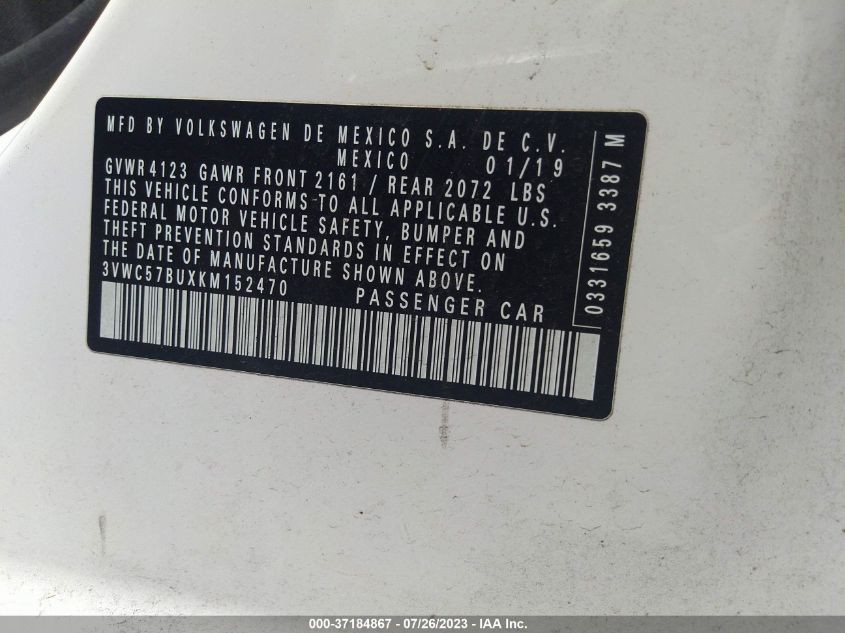 MFD BY VOLKSWAGEN DE MEXICO S.A. DE C.V.
MEXICO 01/19
GVWR 4123 GAWR FRONT 2161 / REAR 2072 LBS
THIS VEHICLE CONFORMS TO ALL APPLICABLE U.S.
FEDERAL MOTOR VEHICLE SAFETY, BUMPER AND
THEFT PREVENTION STANDARDS IN EFFECT ON
THE DATE OF MANUFACTURE SHOWN ABOVE.
3VWC57BUXKM152470 PASSENGER CAR
0331659 3387 M
000-37184867 - 07/26/2023 - IAA Inc.